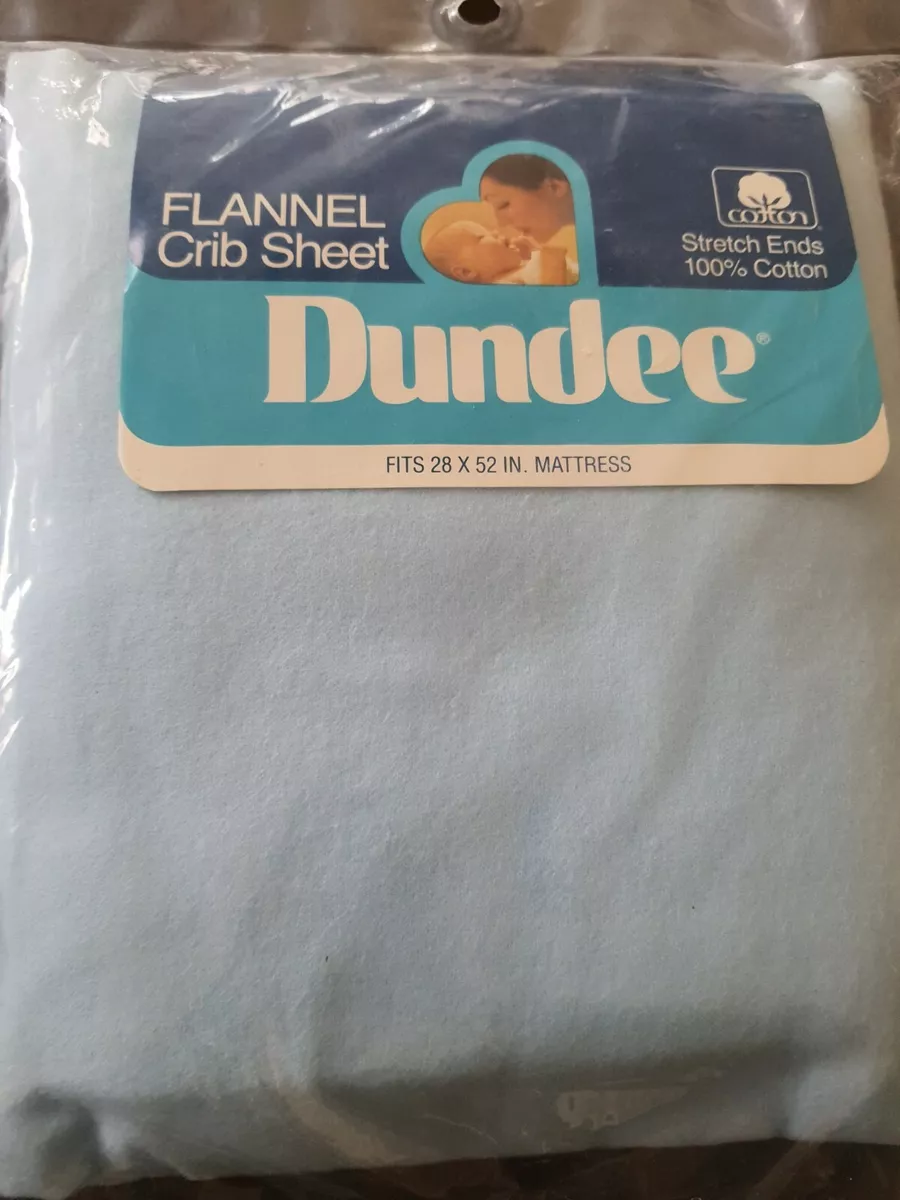 FLANNEL
Crib Sheet
cotton
Stretch Ends
100% Cotton
Dundee®
FITS 28 X 52 IN. MATTRESS